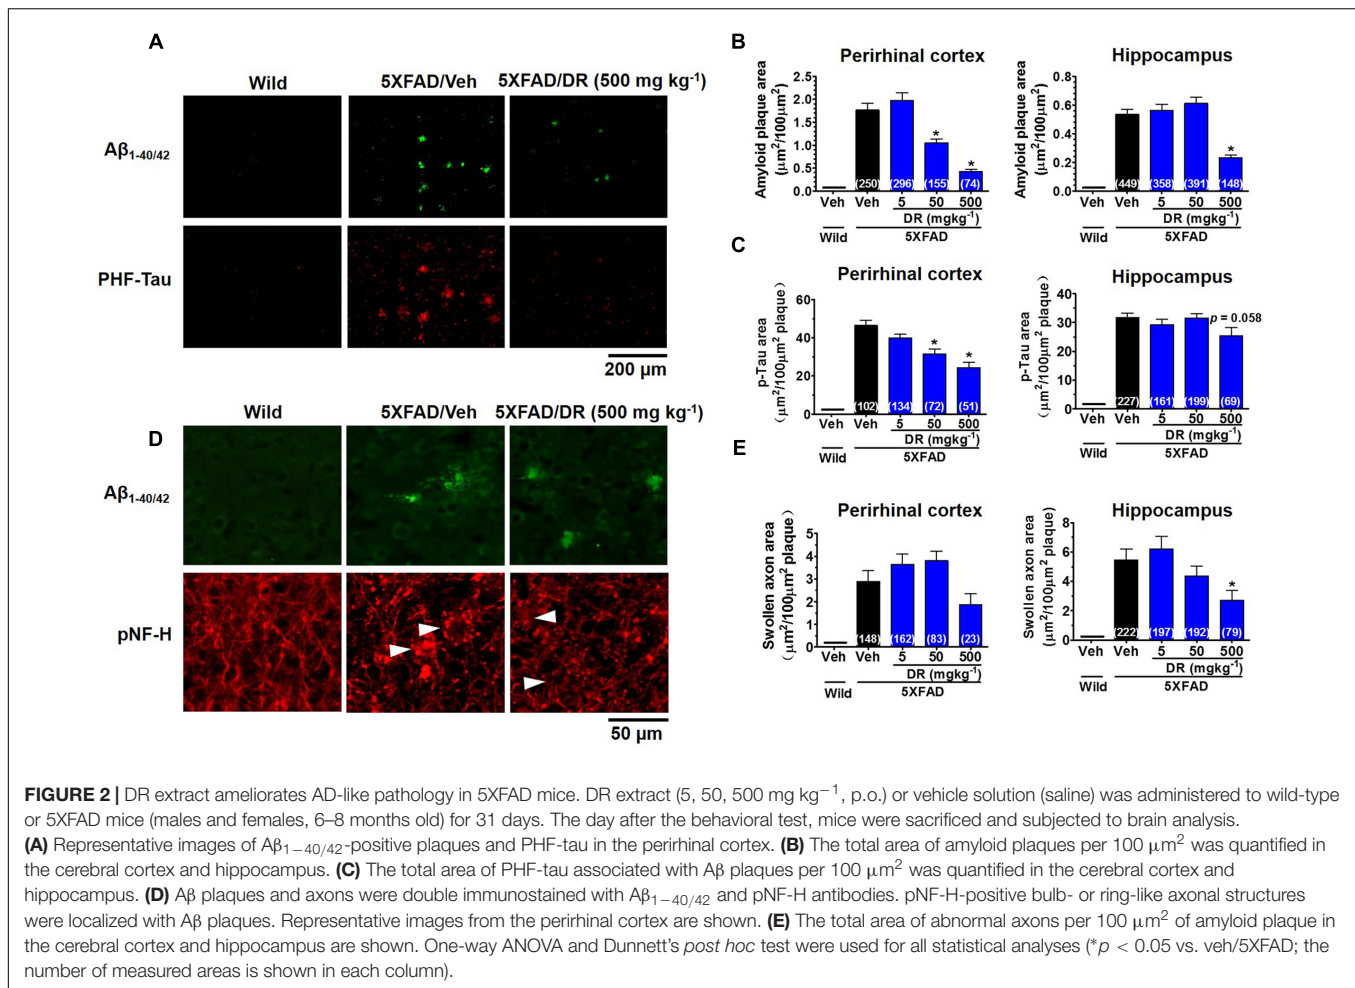 A
Wild
5XFAD/Veh
5XFAD/DR (500 mg kg⁻¹)
Aβ₁₋₄₀/₄₂
PHF-Tau
200 μm
B
Perirhinal cortex
Amyloid plaque area
(μm²/100μm²)
2.5
2.0
1.5
1.0
0.5
0.0
(250)
(296)
(155)
*
(74)
*
Veh
Veh
5
50
500
DR (mgkg⁻¹)
Wild
5XFAD
Hippocampus
Amyloid plaque area
(μm²/100μm²)
0.8
0.6
0.4
0.2
0.0
(449)
(358)
(391)
(148)
*
Veh
Veh
5
50
500
DR (mgkg⁻¹)
Wild
5XFAD
C
Perirhinal cortex
p-Tau area
(μm²/100μm² plaque)
60
40
20
0
(102)
(134)
(72)
*
(51)
*
Veh
Veh
5
50
500
DR (mgkg⁻¹)
Wild
5XFAD
Hippocampus
p-Tau area
(μm²/100μm² plaque)
40
30
20
10
0
(227)
(161)
(199)
(69)
p = 0.058
Veh
Veh
5
50
500
DR (mgkg⁻¹)
Wild
5XFAD
D
Wild
5XFAD/Veh
5XFAD/DR (500 mg kg⁻¹)
Aβ₁₋₄₀/₄₂
pNF-H
50 μm
E
Perirhinal cortex
Swollen axon area
(μm²/100μm² plaque)
5
4
3
2
1
0
(148)
(162)
(83)
(23)
Veh
Veh
5
50
500
DR (mgkg⁻¹)
Wild
5XFAD
Hippocampus
Swollen axon area
(μm²/100μm² plaque)
8
6
4
2
0
(222)
(197)
(192)
(79)
*
Veh
Veh
5
50
500
DR (mgkg⁻¹)
Wild
5XFAD
FIGURE 2 | DR extract ameliorates AD-like pathology in 5XFAD mice. DR extract (5, 50, 500 mg kg⁻¹, p.o.) or vehicle solution (saline) was administered to wild-type
or 5XFAD mice (males and females, 6–8 months old) for 31 days. The day after the behavioral test, mice were sacrificed and subjected to brain analysis.
(A) Representative images of Aβ₁₋₄₀/₄₂-positive plaques and PHF-tau in the perirhinal cortex. (B) The total area of amyloid plaques per 100 μm² was quantified in
the cerebral cortex and hippocampus. (C) The total area of PHF-tau associated with Aβ plaques per 100 μm² was quantified in the cerebral cortex and
hippocampus. (D) Aβ plaques and axons were double immunostained with Aβ₁₋₄₀/₄₂ and pNF-H antibodies. pNF-H-positive bulb- or ring-like axonal structures
were localized with Aβ plaques. Representative images from the perirhinal cortex are shown. (E) The total area of abnormal axons per 100 μm² of amyloid plaque in
the cerebral cortex and hippocampus are shown. One-way ANOVA and Dunnett's post hoc test were used for all statistical analyses (*p < 0.05 vs. veh/5XFAD; the
number of measured areas is shown in each column).